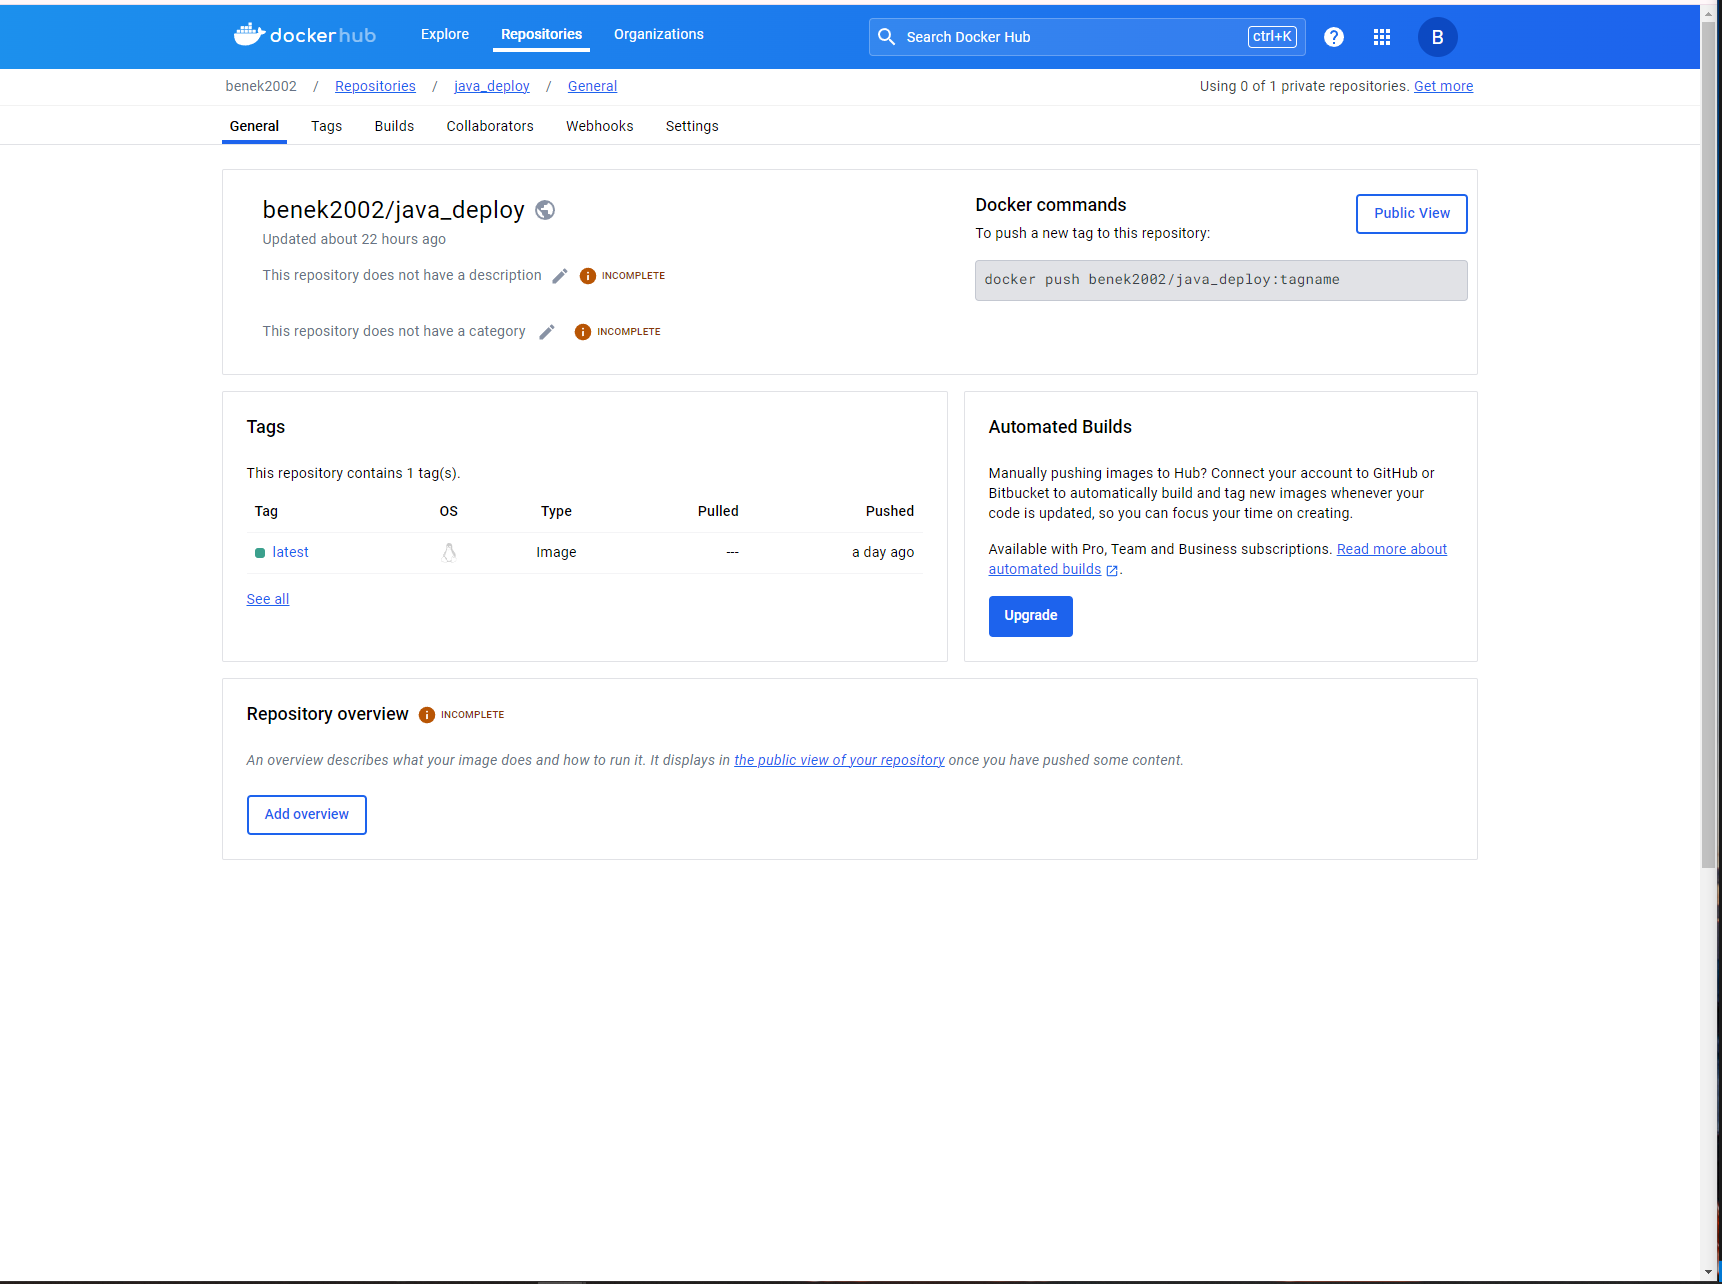 dockerhub Explore Repositories Organizations Search Docker Hub ctrl+K ? B
benek2002 / Repositories / java_deploy / General Using 0 of 1 private repositories. Get more
General Tags Builds Collaborators Webhooks Settings
benek2002/java_deploy
Updated about 22 hours ago
This repository does not have a description INCOMPLETE
This repository does not have a category INCOMPLETE
Docker commands
Public View
To push a new tag to this repository:
docker push benek2002/java_deploy:tagname
Tags
This repository contains 1 tag(s).
Tag OS Type Pulled Pushed
latest Image --- a day ago
See all
Automated Builds
Manually pushing images to Hub? Connect your account to GitHub or
Bitbucket to automatically build and tag new images whenever your
code is updated, so you can focus your time on creating.
Available with Pro, Team and Business subscriptions. Read more about
automated builds .
Upgrade
Repository overview INCOMPLETE
An overview describes what your image does and how to run it. It displays in the public view of your repository once you have pushed some content.
Add overview